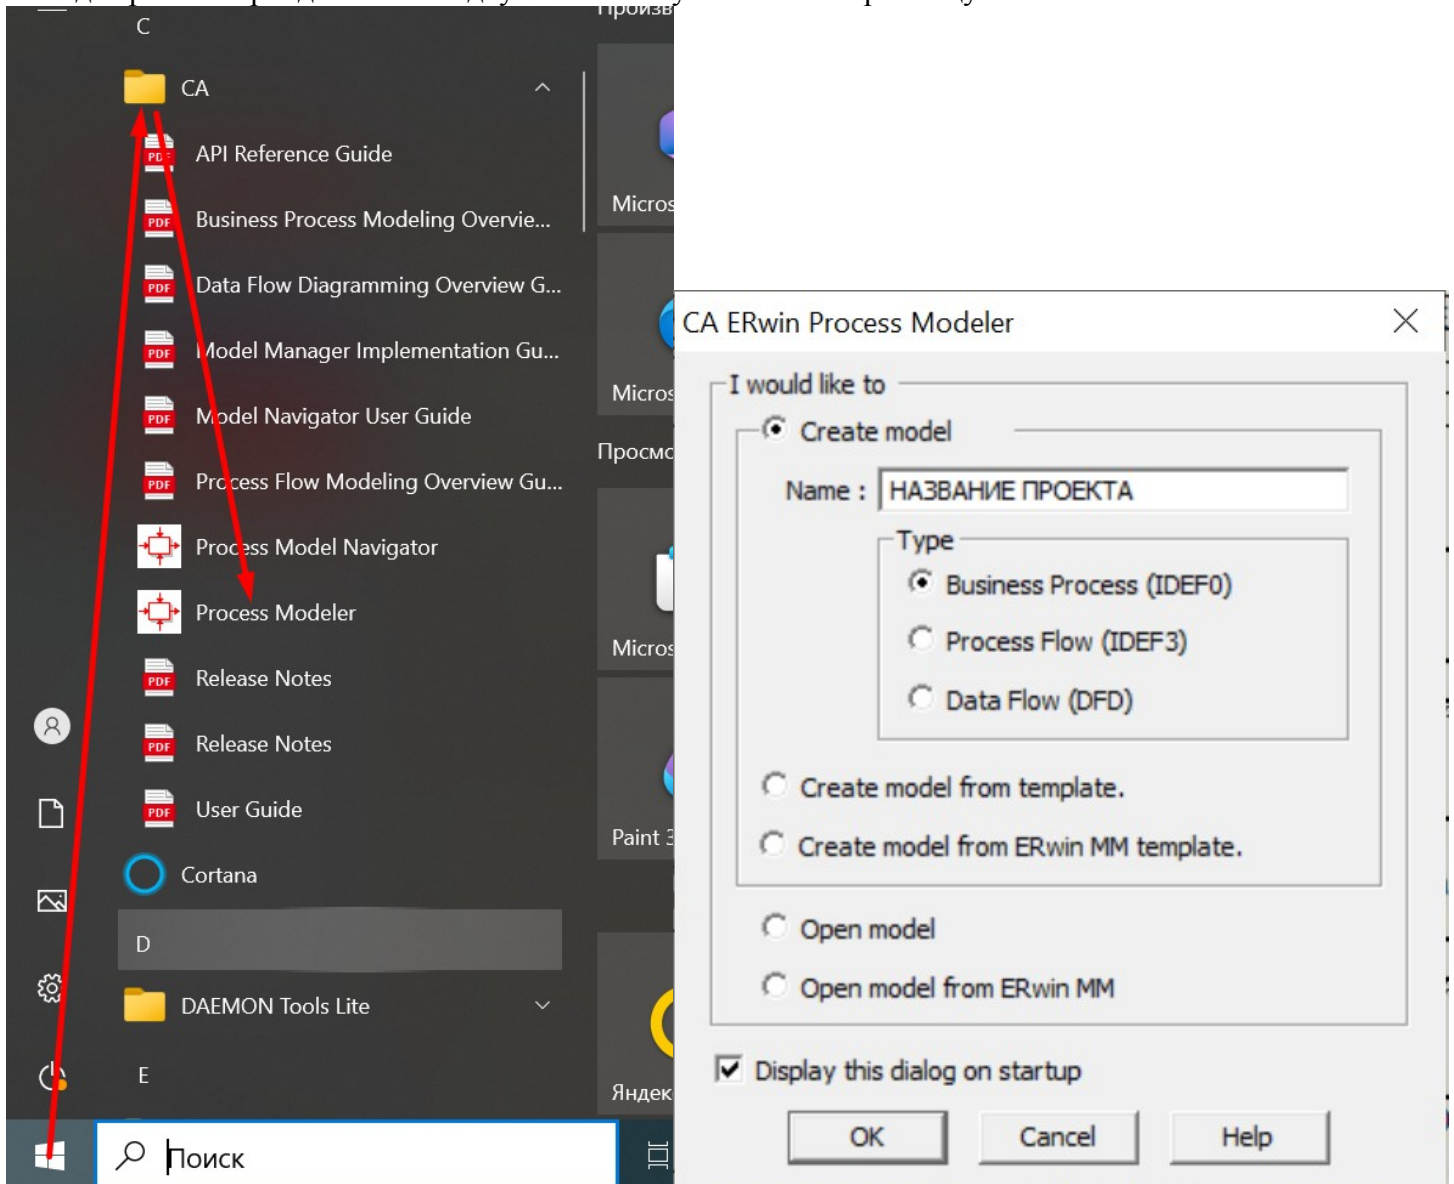 C
CA
API Reference Guide
Business Process Modeling Overvie...
Data Flow Diagramming Overview G...
Model Manager Implementation Gu...
Model Navigator User Guide
Process Flow Modeling Overview Gu...
Process Model Navigator
Process Modeler
Release Notes
Release Notes
User Guide
Cortana
D
DAEMON Tools Lite
E
Поиск
Произв
Micros
Micros
Просмо
Micros
Paint 3
Яндек
CA ERwin Process Modeler
I would like to
Create model
Name : НАЗВАНИЕ ПРОЕКТА
Type
Business Process (IDEF0)
Process Flow (IDEF3)
Data Flow (DFD)
Create model from template.
Create model from ERwin MM template.
Open model
Open model from ERwin MM
Display this dialog on startup
OK Cancel Help